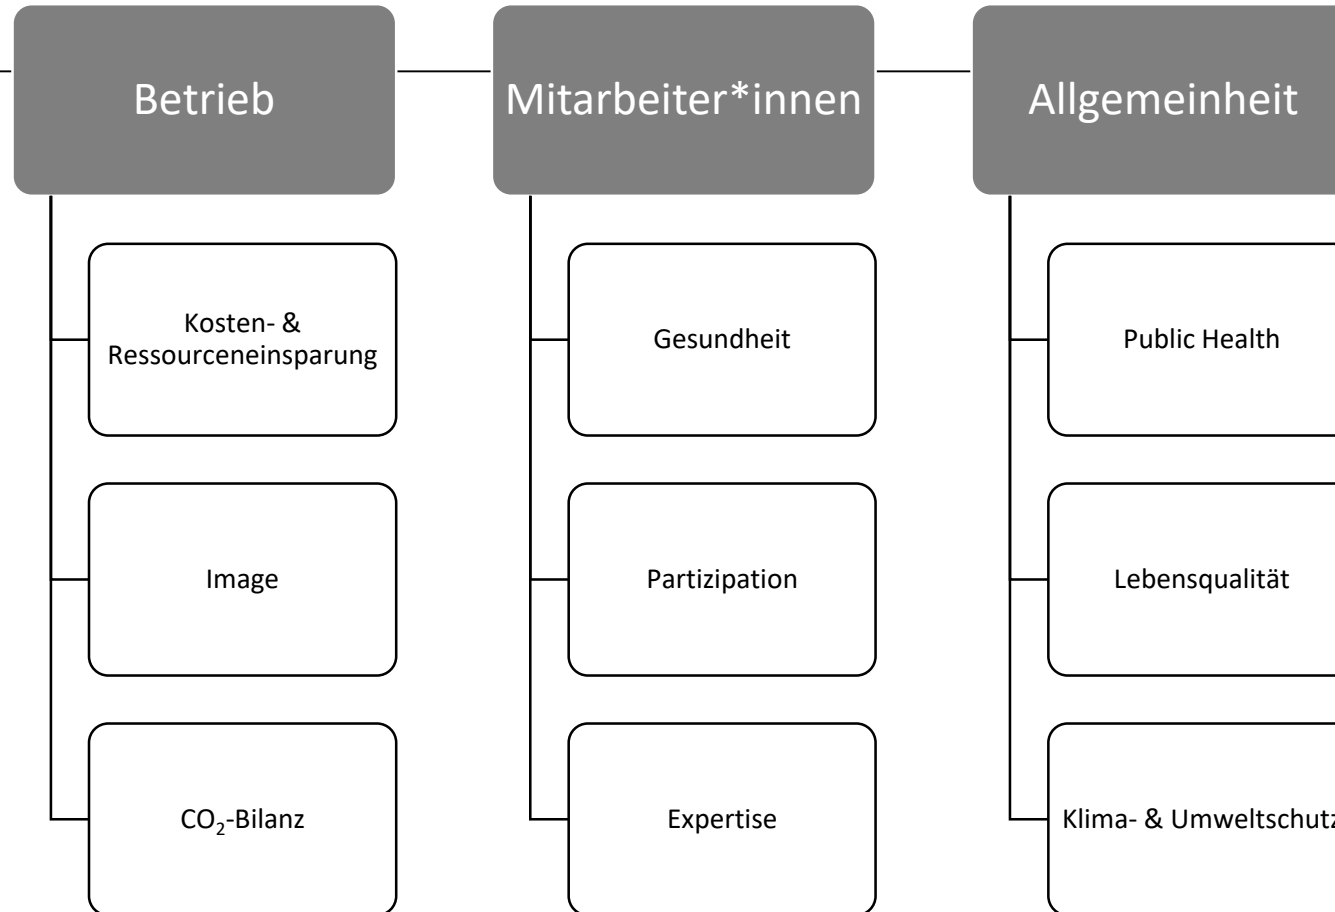 Betrieb
Kosten- &
Ressourceneinsparung
Image
CO₂-Bilanz
Mitarbeiter*innen
Gesundheit
Partizipation
Expertise
Allgemeinheit
Public Health
Lebensqualität
Klima- & Umweltschutz